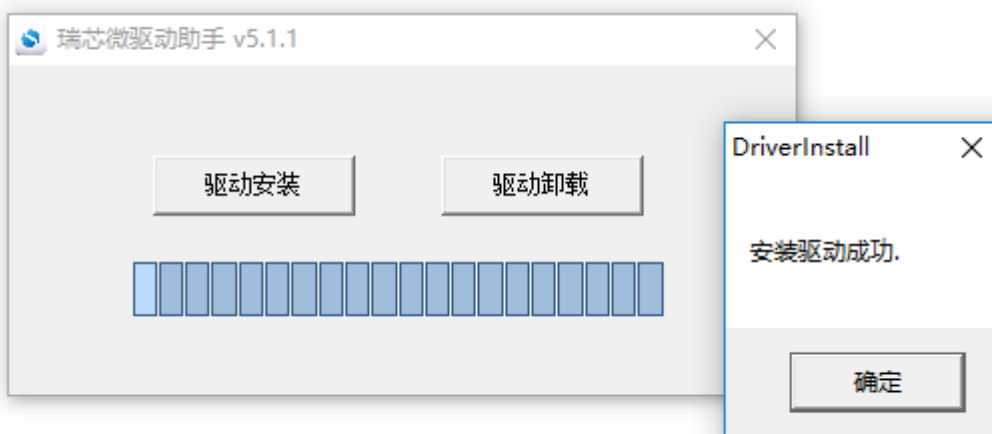 瑞芯微驱动助手 v5.1.1
驱动安装
驱动卸载
DriverInstall
安装驱动成功.
确定